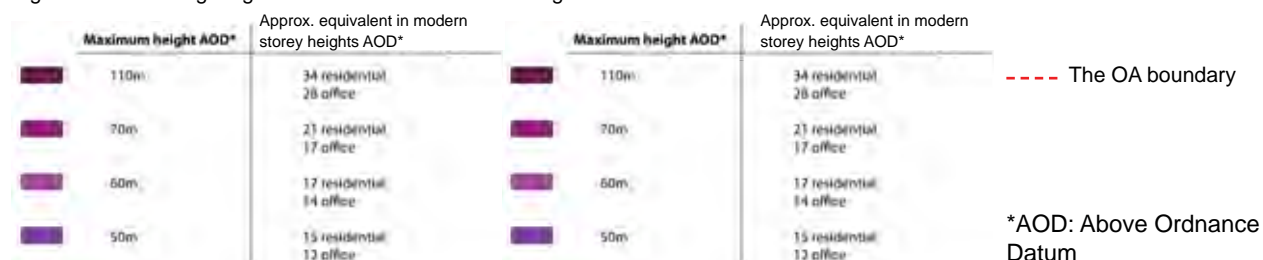 Approx. equivalent in modern
Maximum height AOD* storey heights AOD*
110m 34 residential
28 office
70m 21 residential
17 office
60m 17 residential
14 office
50m 15 residential
office
Approx. equivalent in modern
Maximum height AOD* storey heights AOD*
110m 34 residential
28 office
70m 21 residential
17 office
60m 17 residential
14 office
50m 15 residential
office
The OA boundary
*AOD: Above Ordnance
Datum